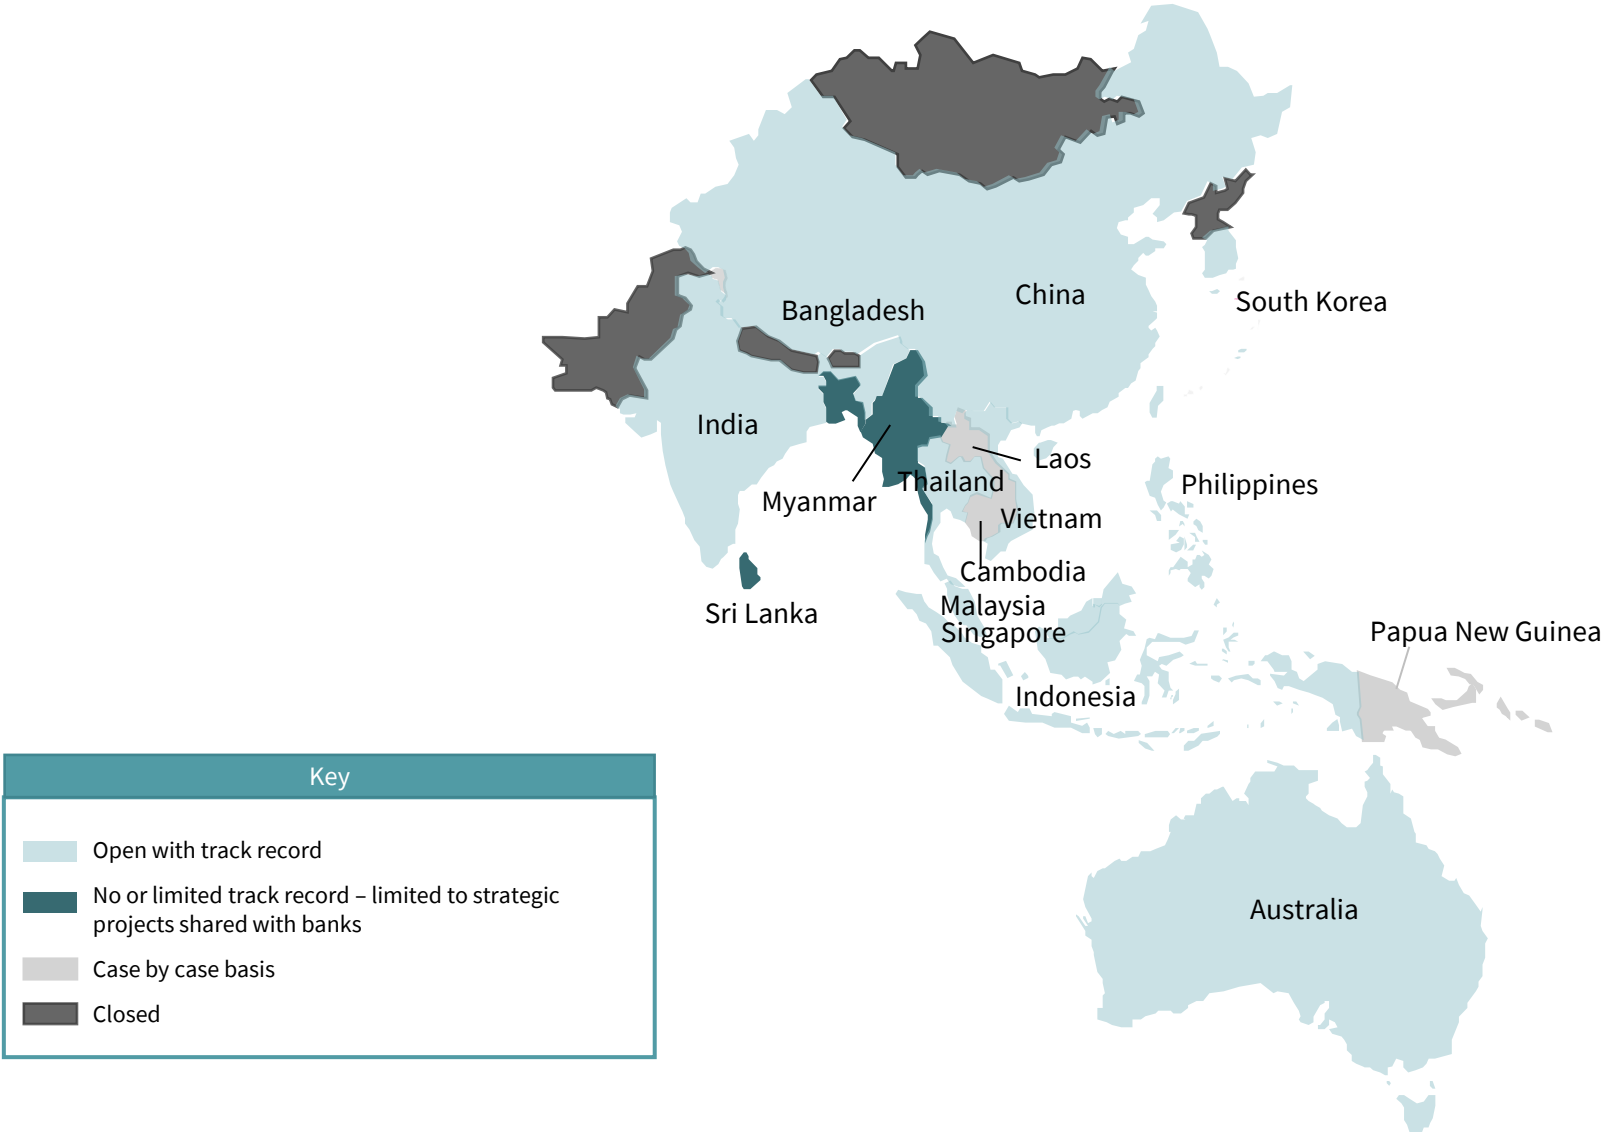 China
Bangladesh
South Korea
India
Laos
Thailand
Philippines
Myanmar
Vietnam
Cambodia
Malaysia
Sri Lanka
Singapore
Papua New Guinea
Indonesia
Key
Open with track record
No or limited track record – limited to strategic
projects shared with banks
Case by case basis
Closed
Australia